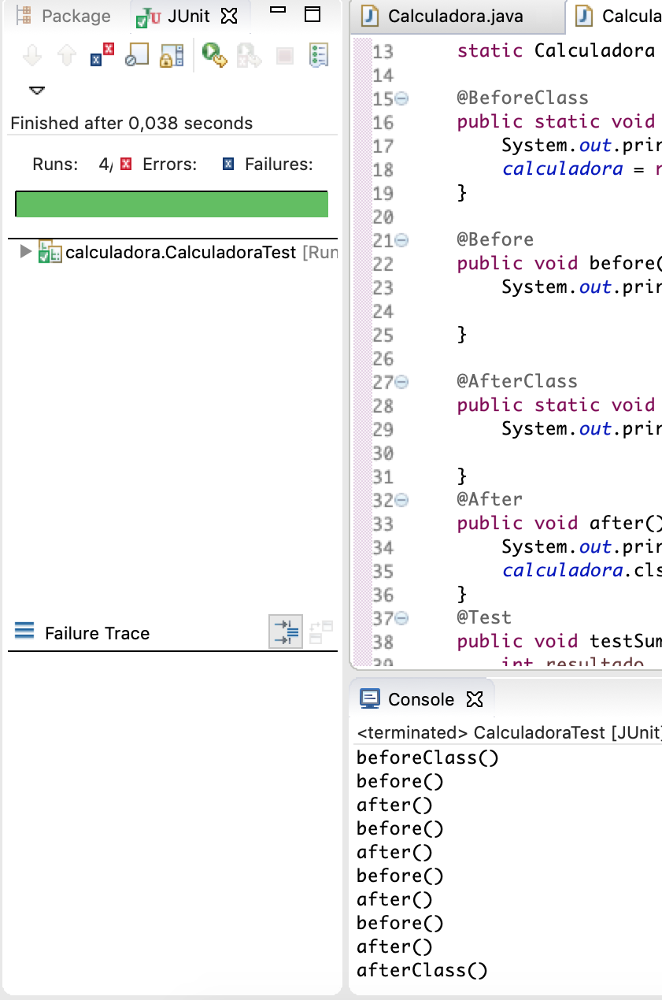 Package
JUnit
Finished after 0,038 seconds
Runs: 4/ Errors: Failures:
calculadora.CalculadoraTest [Run
Failure Trace
Calculadora.java
Calcula
13 static Calculadora
14
15 @BeforeClass
16 public static void
17 System.out.prin
18 calculadora =
19 }
20
21 @Before
22 public void before(
23 System.out.prin
24
25 }
26
27 @AfterClass
28 public static void
29 System.out.prin
30
31 }
32 @After
33 public void after()
34 System.out.prin
35 calculadora.cls
36 }
37 @Test
38 public void testSum
39 int resultado
Console
<terminated> CalculadoraTest [JUnit]
beforeClass()
before()
after()
before()
after()
before()
after()
before()
after()
afterClass()